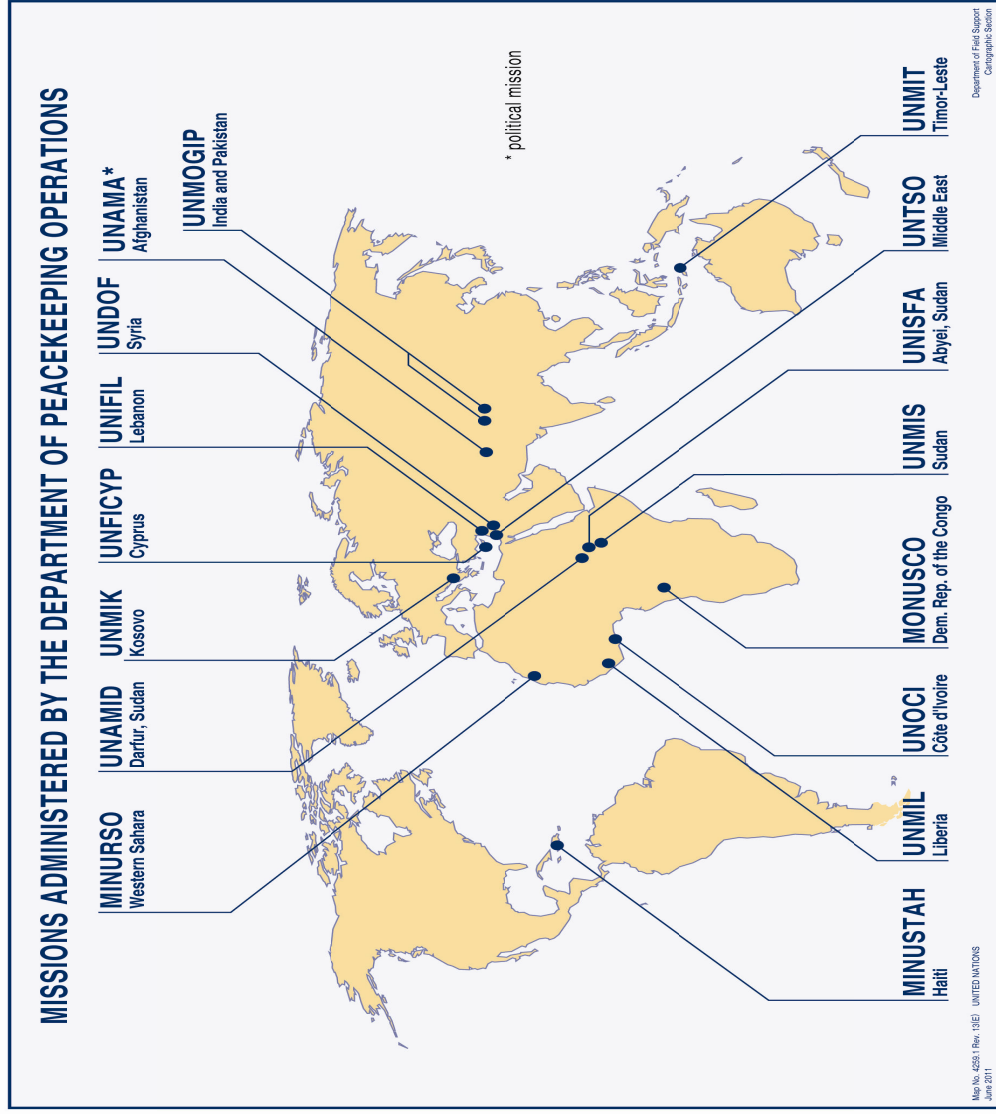 MISSIONS ADMINISTERED BY THE DEPARTMENT OF PEACEKEEPING OPERATIONS
MINURSO
Western Sahara
UNAMID
Darfur, Sudan
UNMIK
Kosovo
UNFICYP
Cyprus
UNIFIL
Lebanon
UNDOF
Syria
UNAMA*
Afghanistan
UNMOGIP
India and Pakistan
* political mission
MINUSTAH
Haiti
UNMIL
Liberia
UNOCI
Côte d'Ivoire
MONUSCO
Dem. Rep. of the Congo
UNMIS
Sudan
UNISFA
Abyei, Sudan
UNTSO
Middle East
UNMIT
Timor-Leste
Map No. 4259.1 Rev. 13(E) UNITED NATIONS
June 2011
Department of Field Support
Cartographic Section